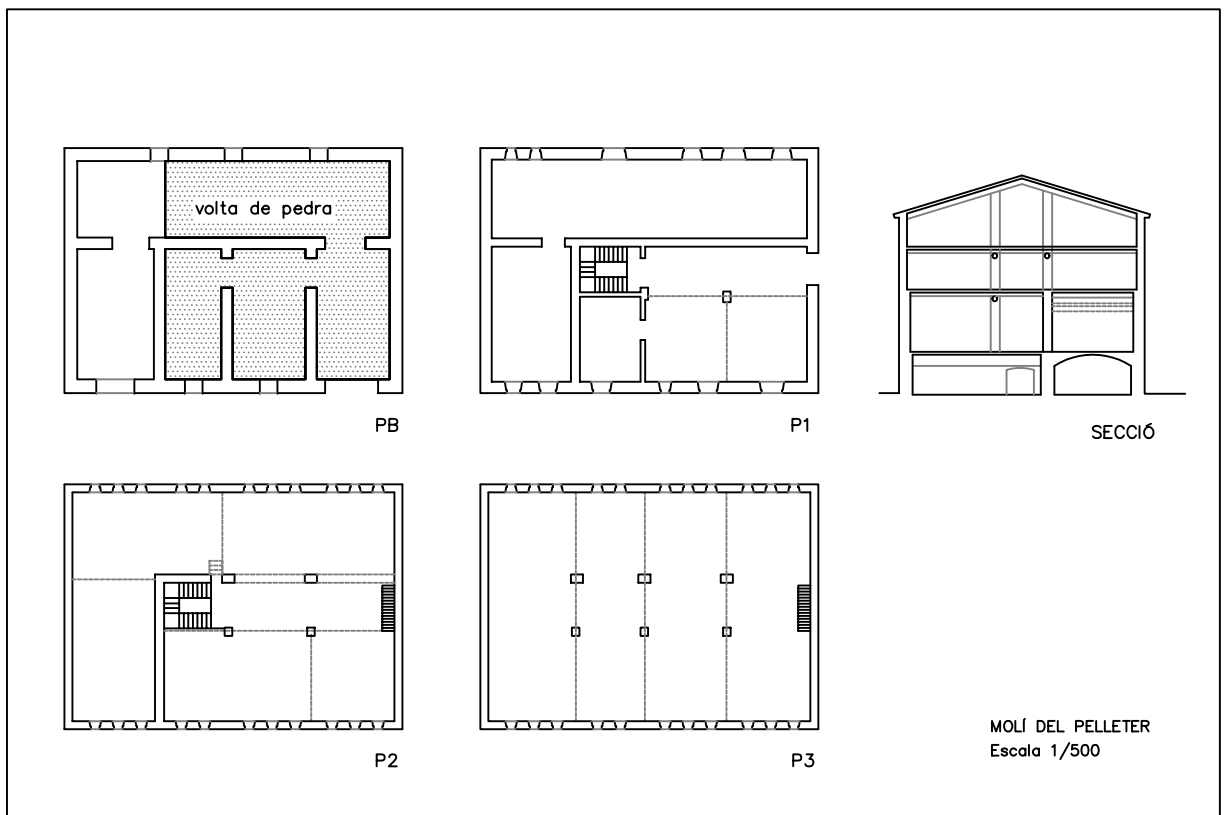 volta de pedra
PB
P1
SECCIÓ
P2
P3
MOLÍ DEL PELLETER
Escala 1/500